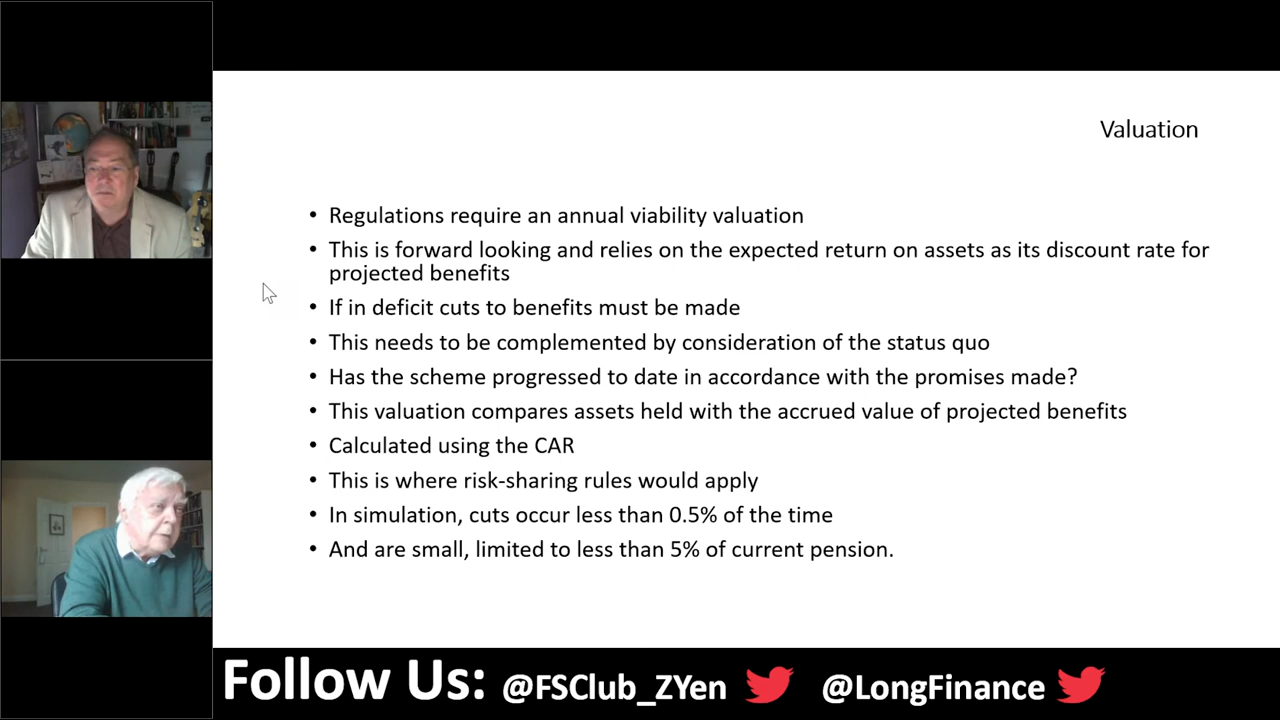 Valuation
• Regulations require an annual viability valuation
• This is forward looking and relies on the expected return on assets as its discount rate for
projected benefits
• If in deficit cuts to benefits must be made
• This needs to be complemented by consideration of the status quo
• Has the scheme progressed to date in accordance with the promises made?
• This valuation compares assets held with the accrued value of projected benefits
• Calculated using the CAR
• This is where risk-sharing rules would apply
• In simulation, cuts occur less than 0.5% of the time
• And are small, limited to less than 5% of current pension.
Follow Us: @FSClub_ZYen @LongFinance